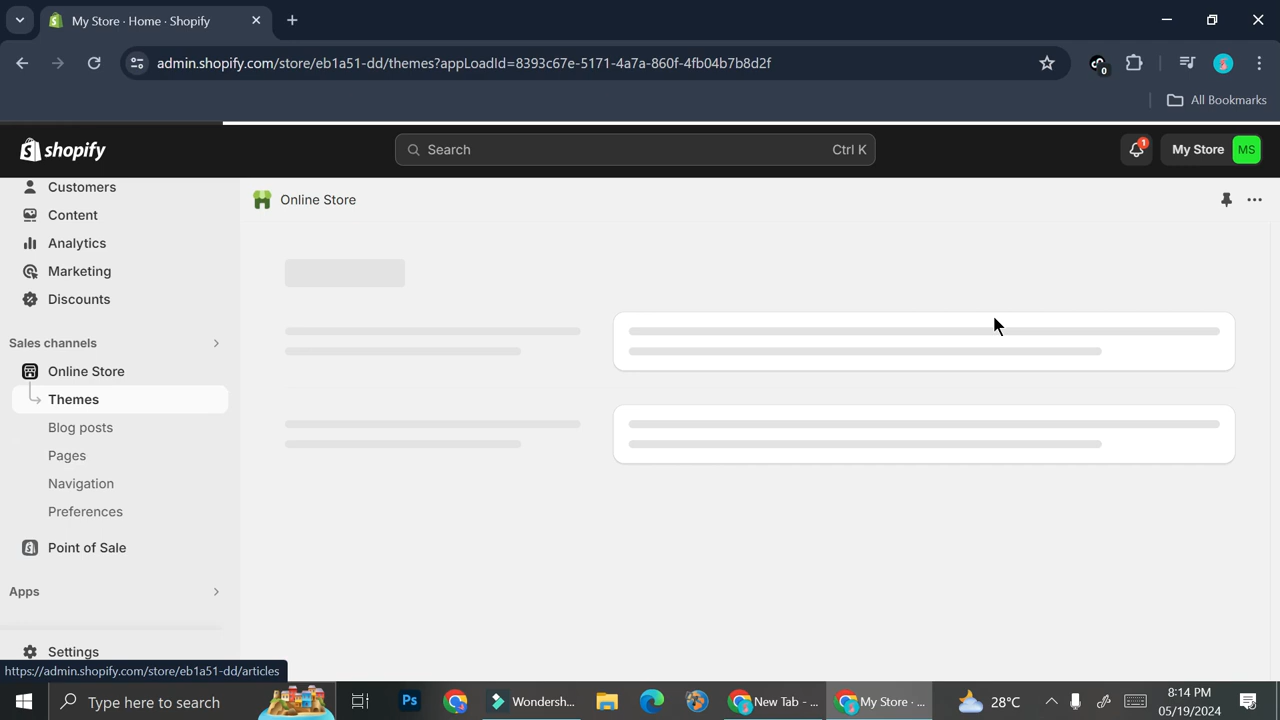 My Store · Home · Shopify
admin.shopify.com/store/eb1a51-dd/themes?appLoadId=8393c67e-5171-4a7a-860f-4fb04b7b8d2f
0
All Bookmarks
shopify
Search
Ctrl K
1
My Store
MS
Customers
Content
Analytics
Marketing
Discounts
Sales channels
Online Store
Themes
Blog posts
Pages
Navigation
Preferences
Point of Sale
Apps
Settings
Online Store
https://admin.shopify.com/store/eb1a51-dd/articles
Type here to search
Ps
Wondersh...
New Tab - ...
My Store · ...
28°C
8:14 PM
05/19/2024